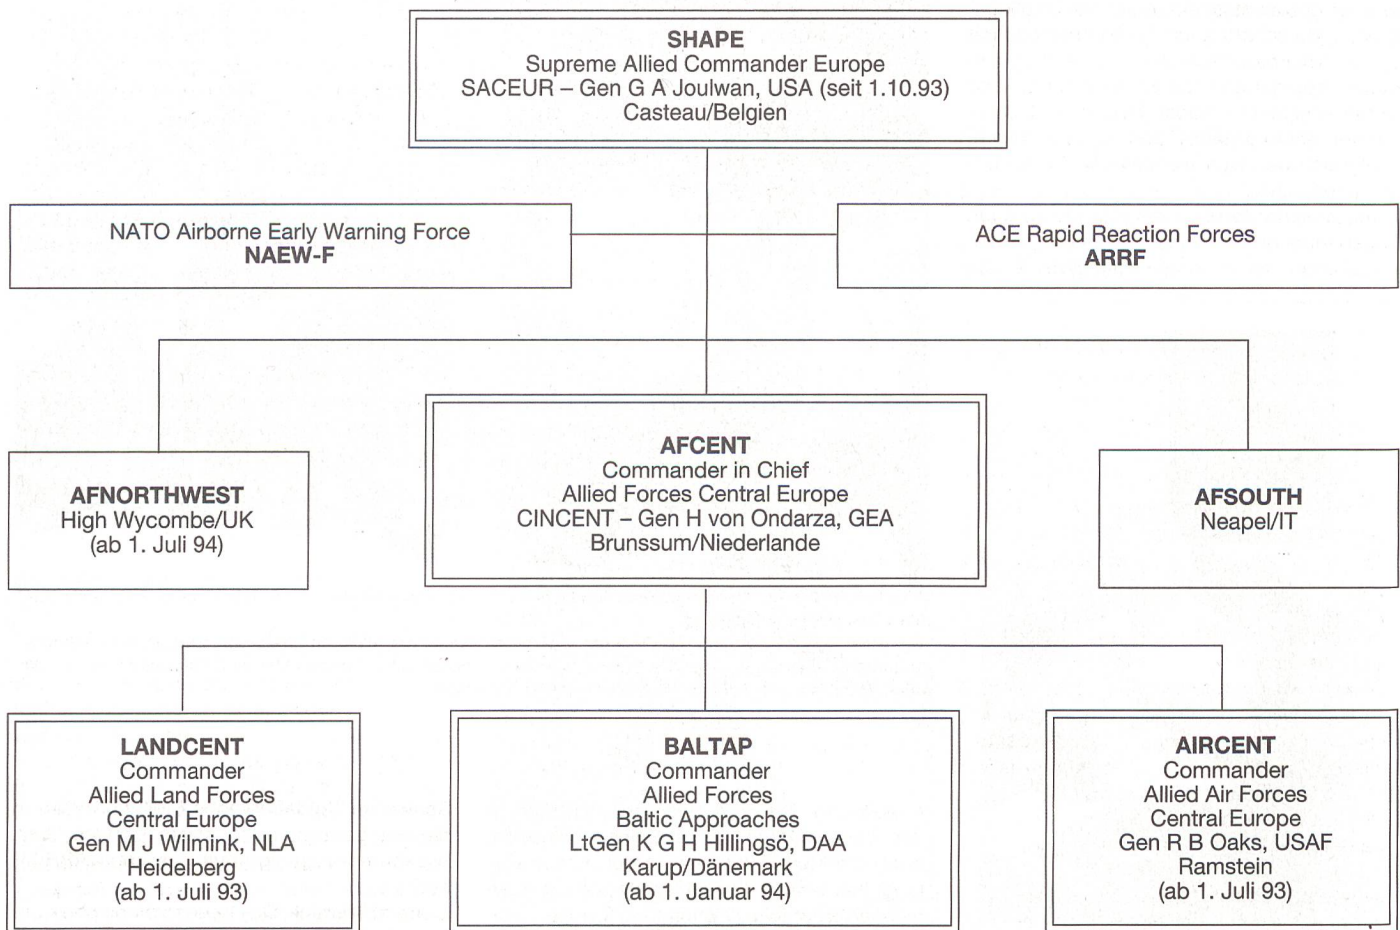 SHAPE
Supreme Allied Commander Europe
SACEUR – Gen G A Joulwan, USA (seit 1.10.93)
Casteau/Belgien
NATO Airborne Early Warning Force
NAEW-F
ACE Rapid Reaction Forces
ARRF
AFNORTHWEST
High Wycombe/UK
(ab 1. Juli 94)
AFCENT
Commander in Chief
Allied Forces Central Europe
CINCENT – Gen H von Ondarza, GEA
Brunssum/Niederlande
AFSOUTH
Neapel/IT
LANDCENT
Commander
Allied Land Forces
Central Europe
Gen M J Wilmink, NLA
Heidelberg
(ab 1. Juli 93)
BALTAP
Commander
Allied Forces
Baltic Approaches
LtGen K G H Hillingsö, DAA
Karup/Dänemark
(ab 1. Januar 94)
AIRCENT
Commander
Allied Air Forces
Central Europe
Gen R B Oaks, USAF
Ramstein
(ab 1. Juli 93)